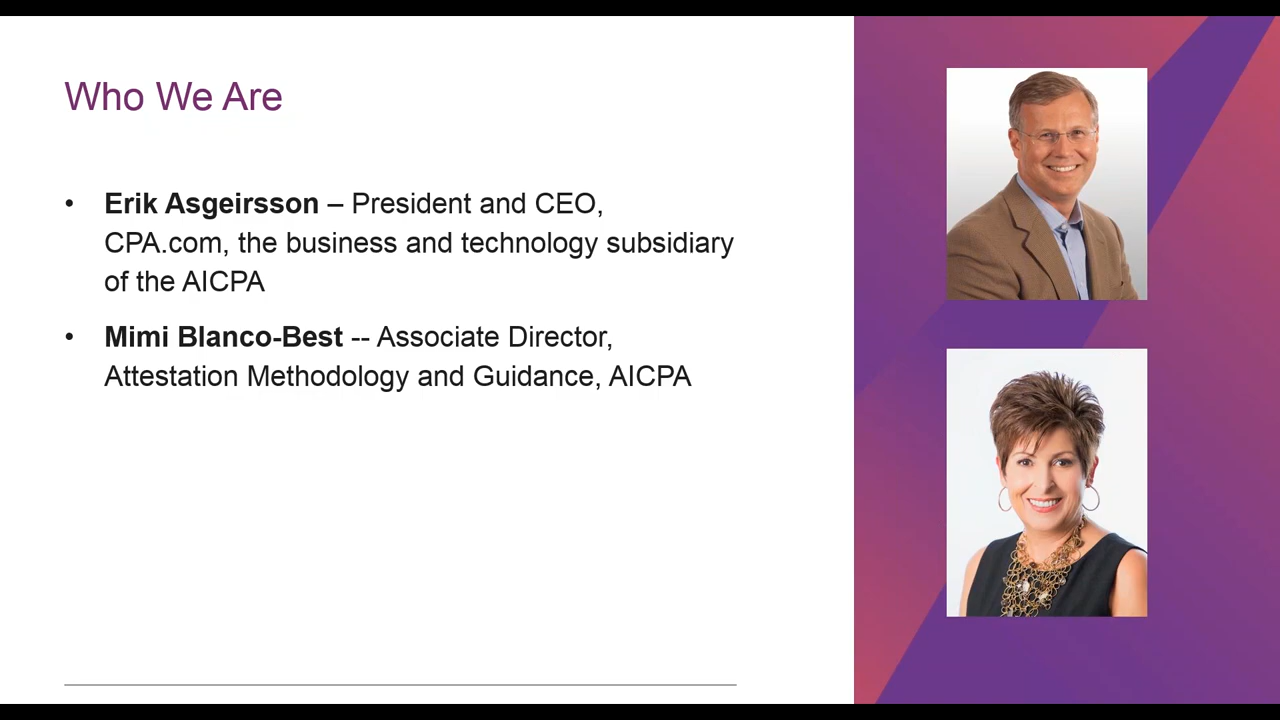 Who We Are
• Erik Asgeirsson – President and CEO,
CPA.com, the business and technology subsidiary
of the AICPA
• Mimi Blanco-Best -- Associate Director,
Attestation Methodology and Guidance, AICPA